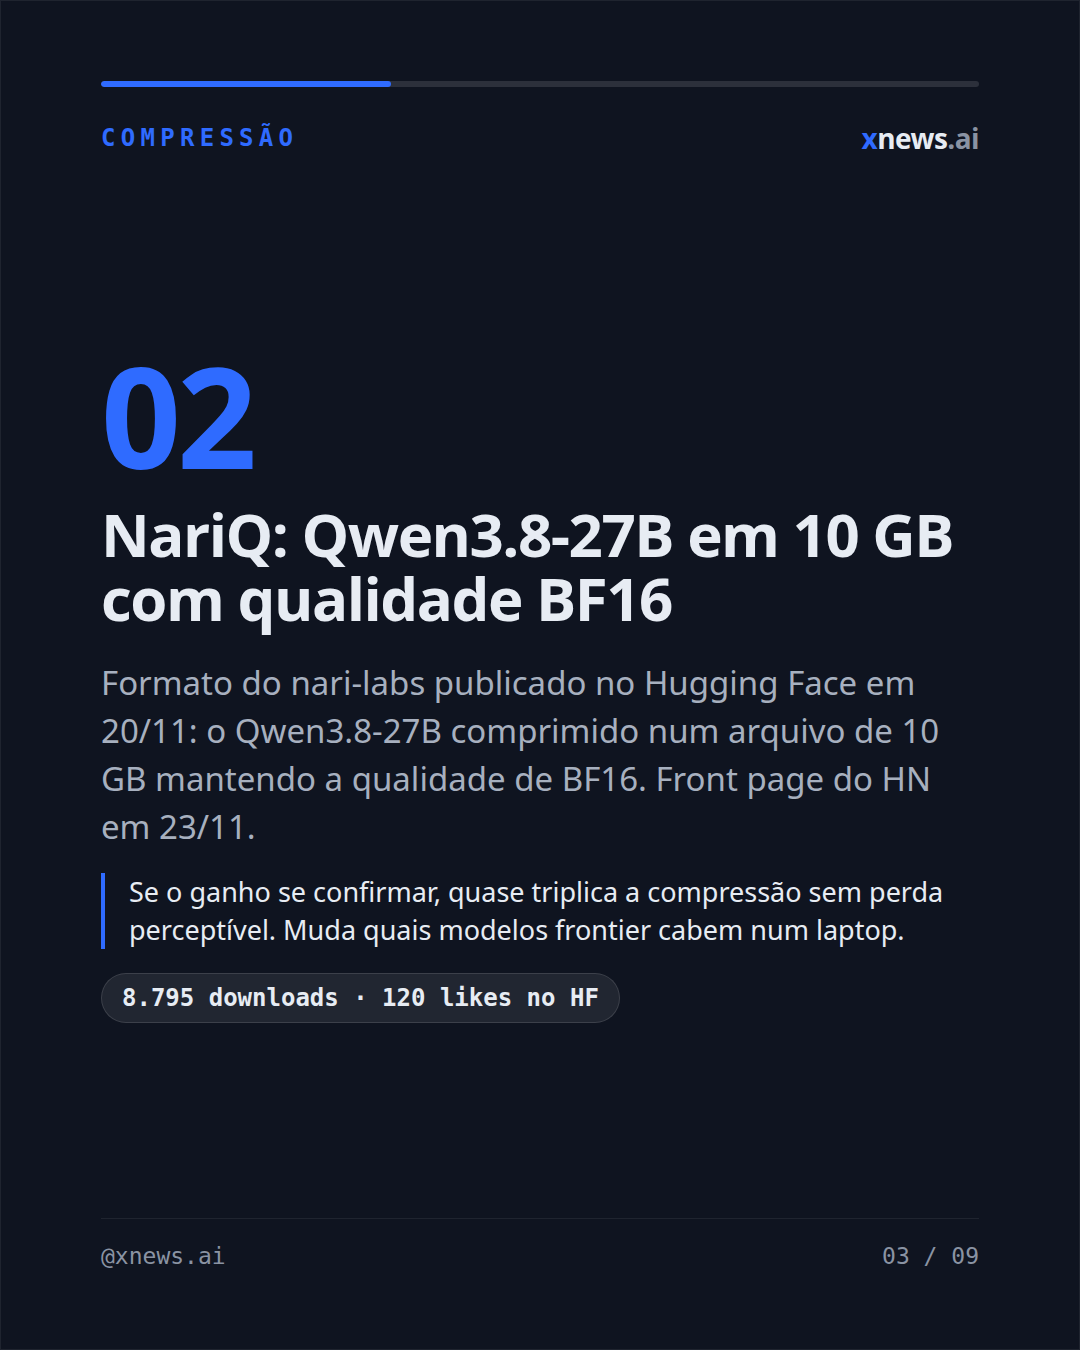 COMPRESSÃO
xnews.ai
02
NariQ: Qwen3.8-27B em 10 GB
com qualidade BF16
Formato do nari-labs publicado no Hugging Face em
20/11: o Qwen3.8-27B comprimido num arquivo de 10
GB mantendo a qualidade de BF16. Front page do HN
em 23/11.
Se o ganho se confirmar, quase triplica a compressão sem perda
perceptível. Muda quais modelos frontier cabem num laptop.
8.795 downloads · 120 likes no HF
@xnews.ai
03 / 09